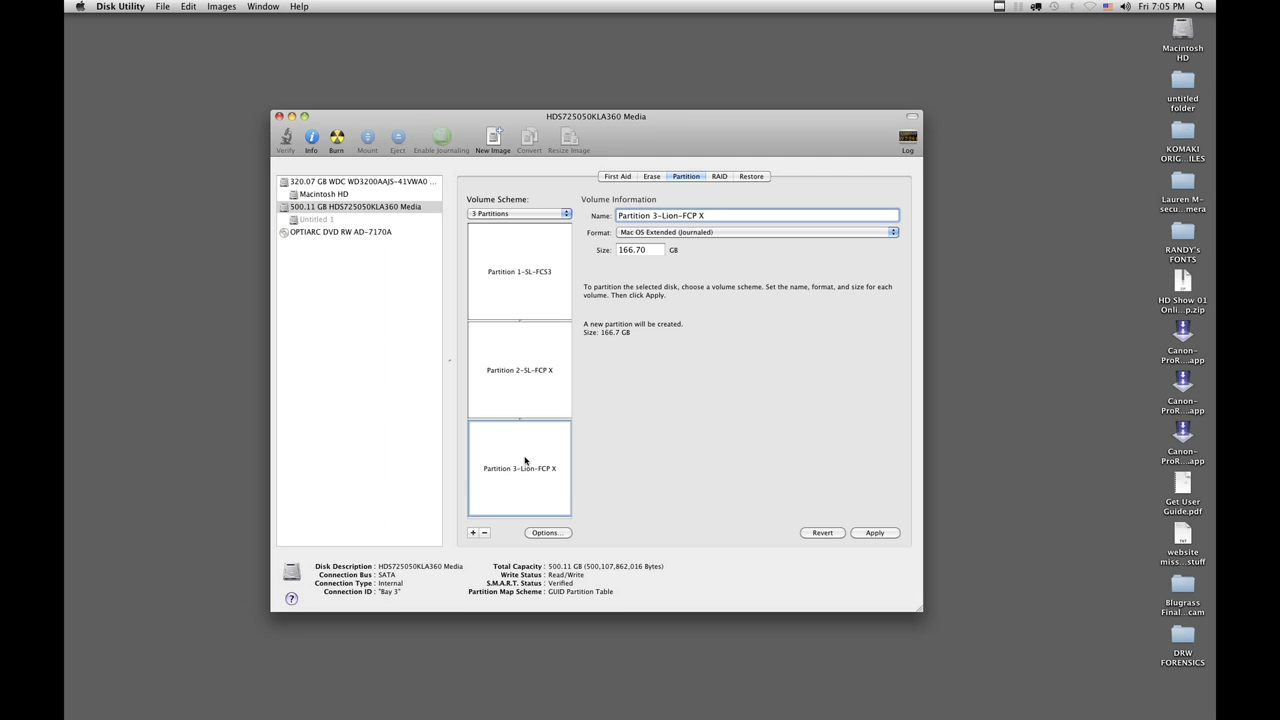 Disk Utility File Edit Images Window Help
Fri 7:05 PM
HDS725050KLA360 Media
Verify Info Burn Mount Eject Enable Journaling New Image Convert Resize Image Log
320.07 GB WDC WD3200AAJS-41VWA0 ...
Macintosh HD
500.11 GB HDS725050KLA360 Media
Untitled 1
OPTIARC DVD RW AD-7170A
First Aid Erase Partition RAID Restore
Volume Scheme:
3 Partitions
Partition 1-SL-FCS3
Partition 2-SL-FCP X
Partition 3-Lion-FCP X
+ − Options...
Volume Information
Name: Partition 3-Lion-FCP X
Format: Mac OS Extended (Journaled)
Size: 166.70 GB
To partition the selected disk, choose a volume scheme. Set the name, format, and size for each
volume. Then click Apply.
A new partition will be created.
Size: 166.7 GB
Revert Apply
Disk Description : HDS725050KLA360 Media
Connection Bus : SATA
Connection Type : Internal
Connection ID : "Bay 3"
Total Capacity : 500.11 GB (500,107,862,016 Bytes)
Write Status : Read/Write
S.M.A.R.T. Status : Verified
Partition Map Scheme : GUID Partition Table
?
Macintosh
HD
untitled
folder
KOMAKI
ORIG...ILES
Lauren M-
secu...mera
RANDY'S
FONTS
ZIP
HD Show 01
Onli...p.zip
Canon-
ProR....app
Canon-
ProR....app
Canon-
ProR....app
Get User
Guide.pdf
TXT
website
miss...stuff
Blugrass
Final...cam
DRW
FORENSICS